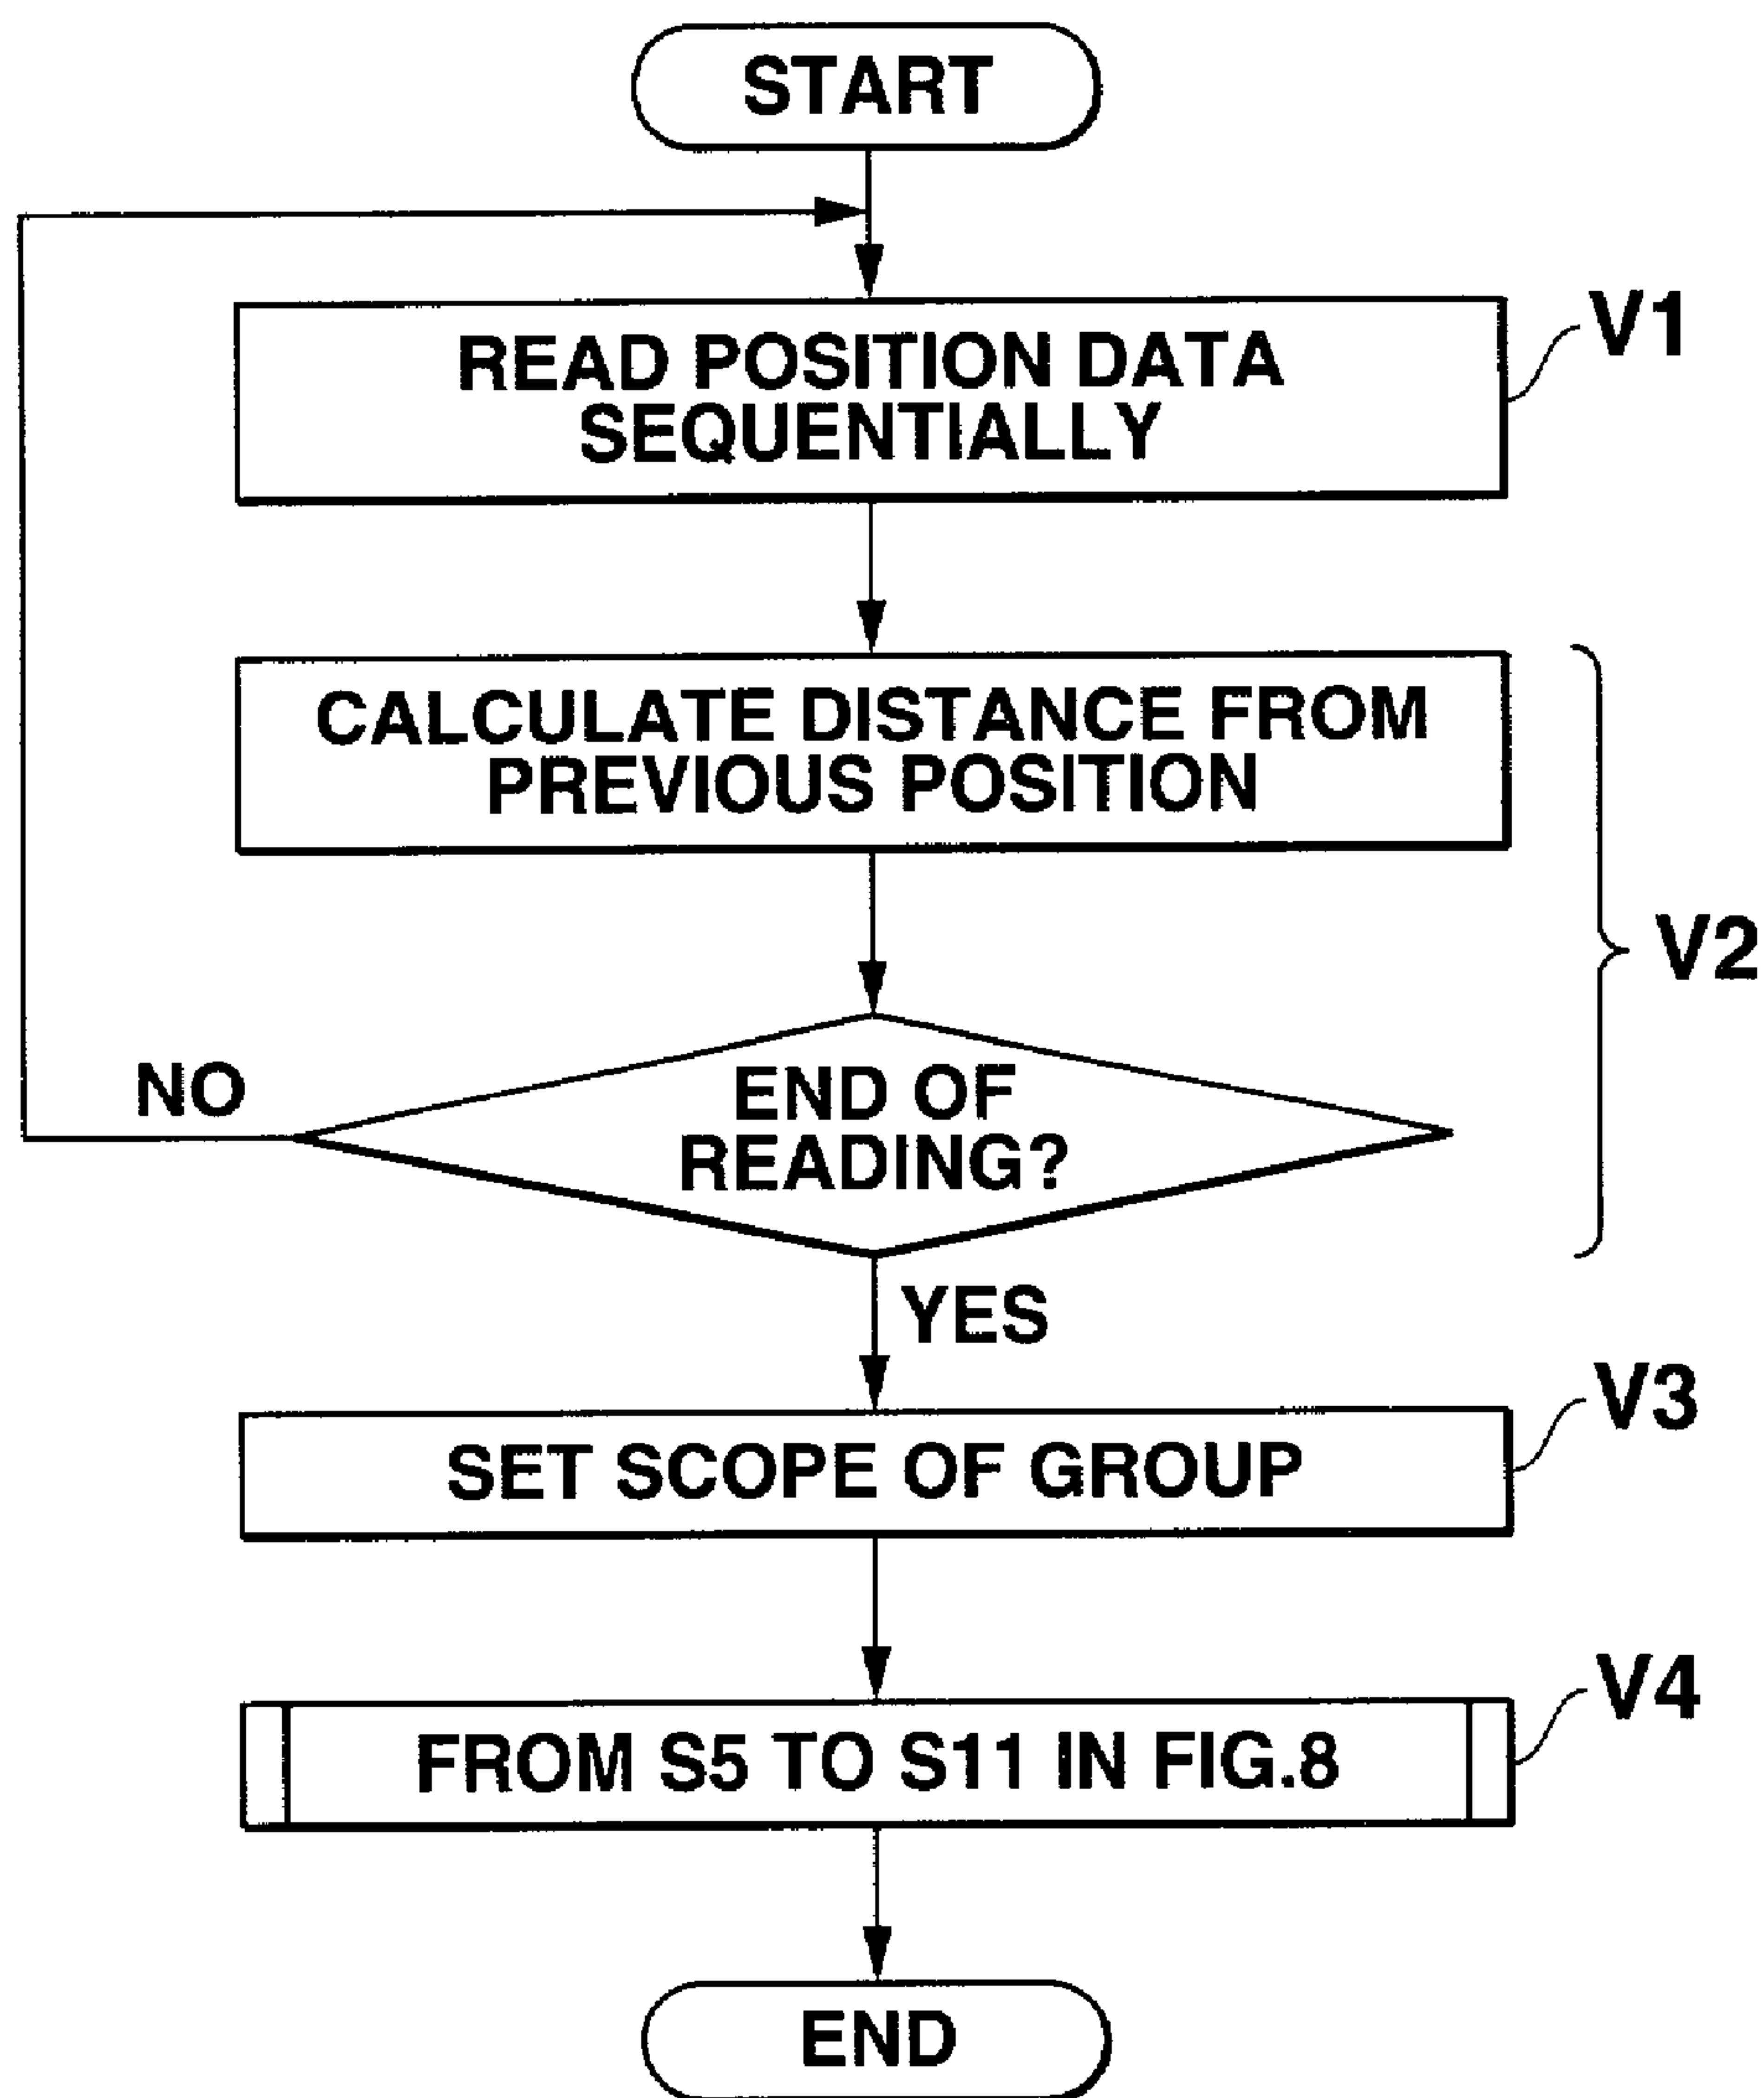 START
READ POSITION DATA
SEQUENTIALLY
V1
CALCULATE DISTANCE FROM
PREVIOUS POSITION
V2
END OF
READING?
NO
YES
SET SCOPE OF GROUP
V3
FROM S5 TO S11 IN FIG.8
V4
END